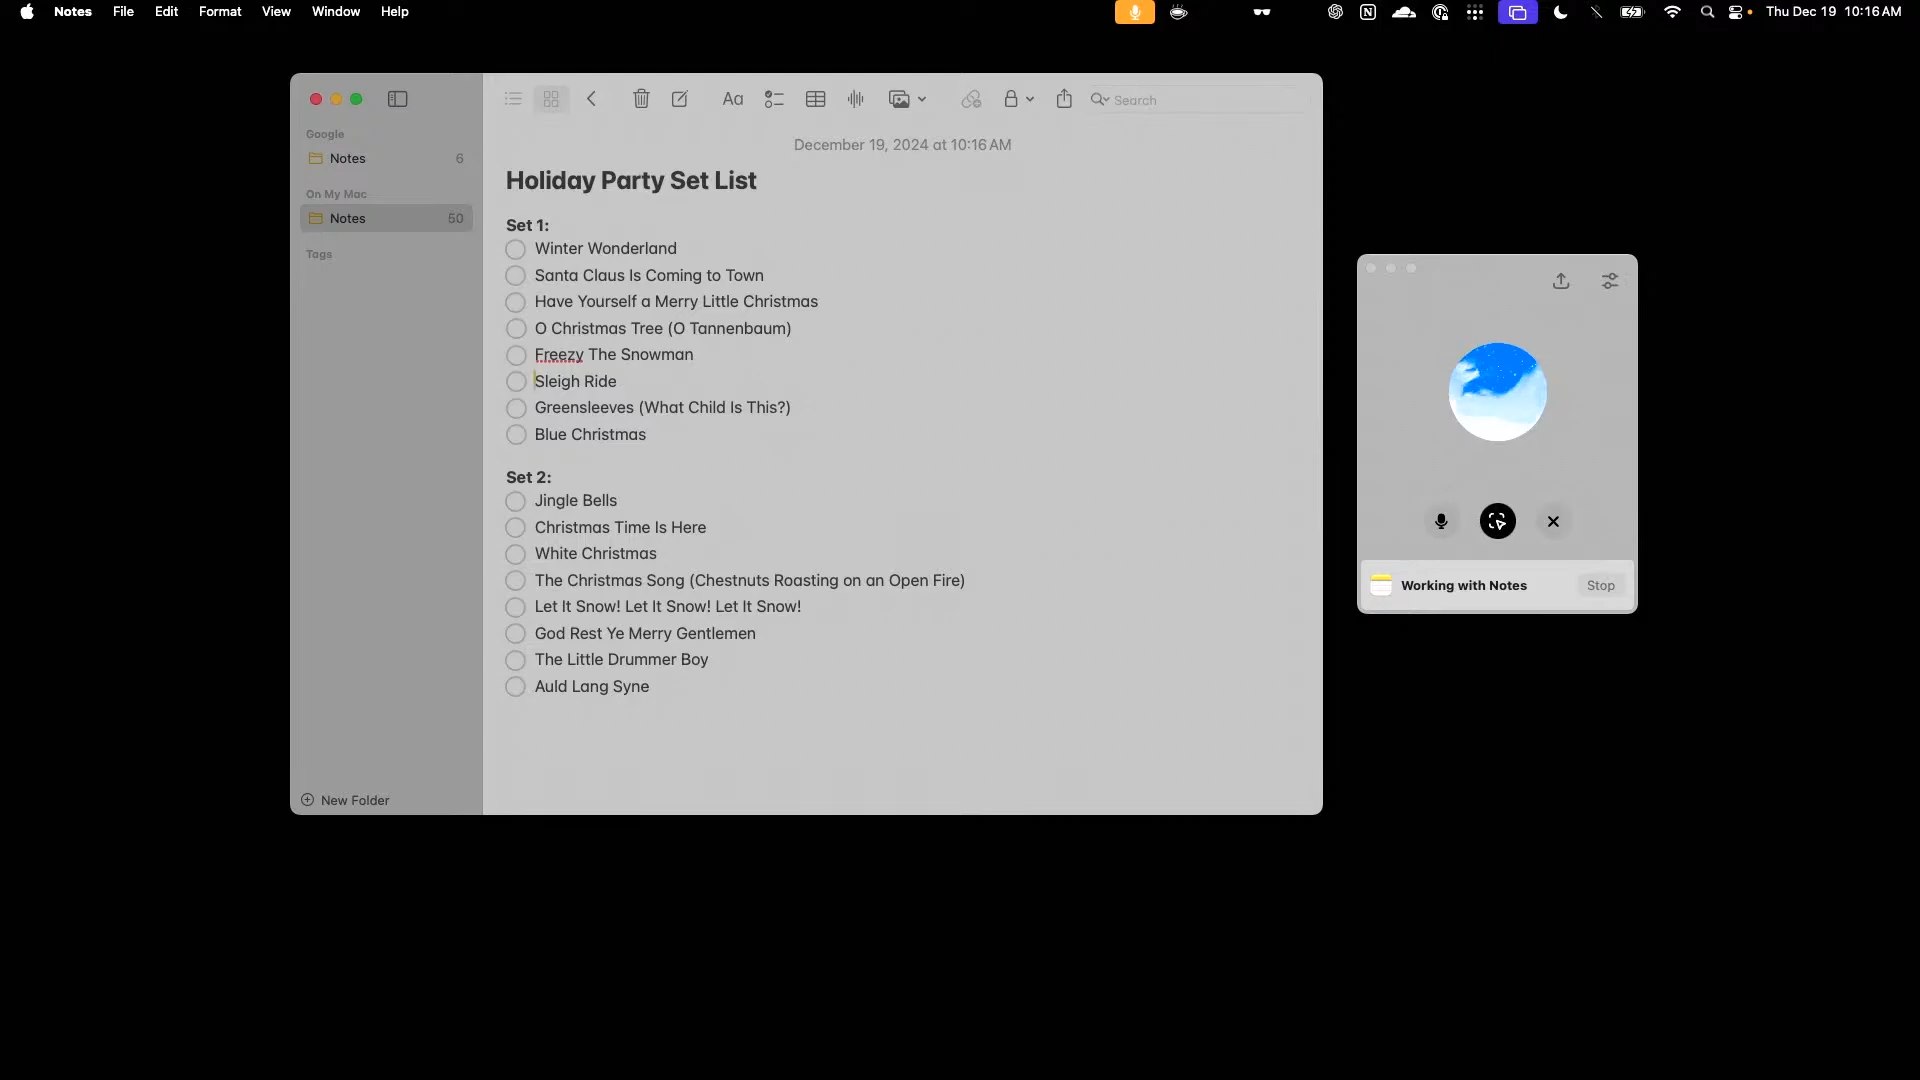 Notes File Edit Format View Window Help
Thu Dec 19 10:16 AM
Google
Notes 6
On My Mac
Notes 50
Tags
New Folder
Aa
Search
December 19, 2024 at 10:16 AM
Holiday Party Set List
Set 1:
Winter Wonderland
Santa Claus Is Coming to Town
Have Yourself a Merry Little Christmas
O Christmas Tree (O Tannenbaum)
Freezy The Snowman
Sleigh Ride
Greensleeves (What Child Is This?)
Blue Christmas
Set 2:
Jingle Bells
Christmas Time Is Here
White Christmas
The Christmas Song (Chestnuts Roasting on an Open Fire)
Let It Snow! Let It Snow! Let It Snow!
God Rest Ye Merry Gentlemen
The Little Drummer Boy
Auld Lang Syne
Working with Notes
Stop